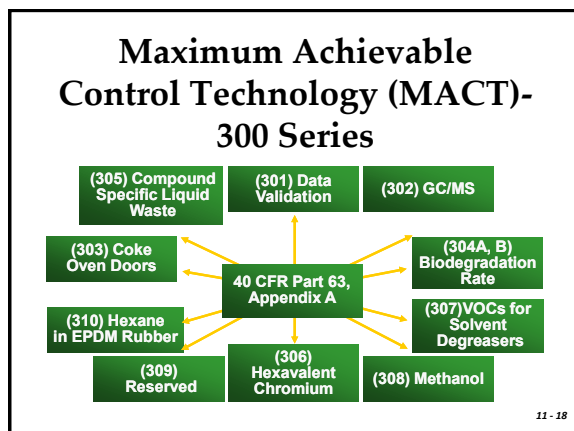 Maximum Achievable
Control Technology (MACT)-
300 Series
(305) Compound
Specific Liquid
Waste
(301) Data
Validation
(302) GC/MS
(303) Coke
Oven Doors
40 CFR Part 63,
Appendix A
(304A, B)
Biodegradation
Rate
(310) Hexane
in EPDM Rubber
(307)VOCs for
Solvent
Degreasers
(309)
Reserved
(306)
Hexavalent
Chromium
(308) Methanol
11 - 18